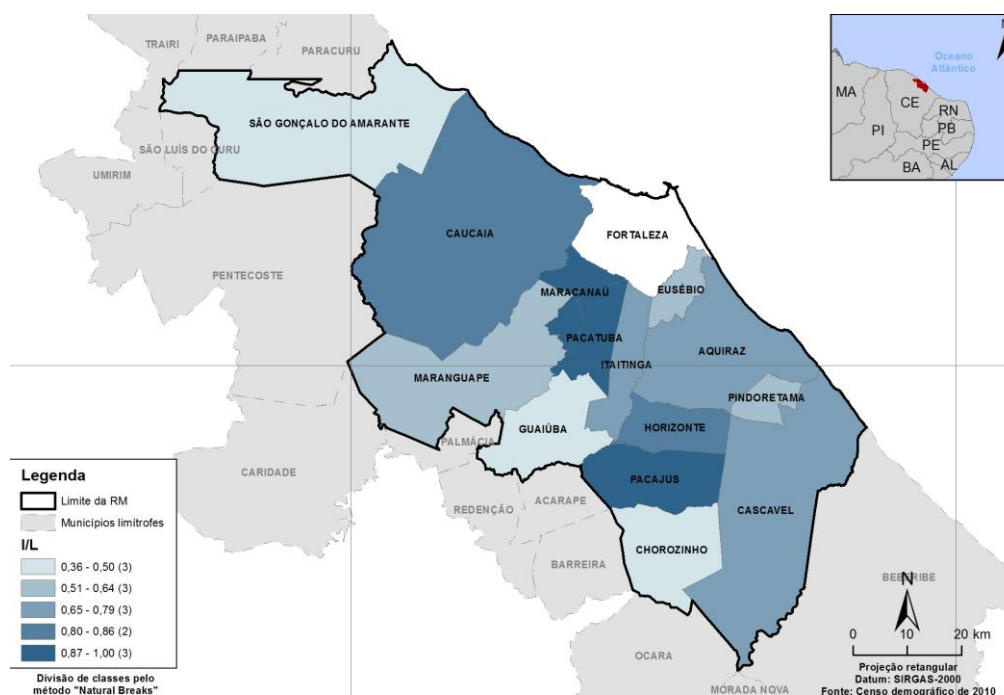 TRAIRI
PARAIPABA
PARACURU
SÃO GONÇALO DO AMARANTE
SÃO LUÍS DO CURU
UMIRIM
PENTECOSTE
CAUCAIA
FORTALEZA
EUSÉBIO
MARACANAÚ
PACATUBA
ITAITINGA
AQUIRAZ
MARANGUAPE
PINDORETAMA
GUAIÚBA
HORIZONTE
PALMÁCIA
CARIDADE
PACAJUS
REDENÇÃO
ACARAPE
CASCAVEL
CHOROZINHO
BARREIRA
BEBERIBE
OCARA
MORADA NOVA
Oceano
Atlântico
MA
CE
RN
PI
PB
PE
BA
AL
Legenda
Limite da RM
Municípios limítrofes
I/L
0,36 - 0,50 (3)
0,51 - 0,64 (3)
0,65 - 0,79 (3)
0,80 - 0,86 (2)
0,87 - 1,00 (3)
Divisão de classes pelo
método "Natural Breaks"
N
0 10 20 km
Projeção retangular
Datum: SIRGAS-2000
Fonte: Censo demográfico de 2010